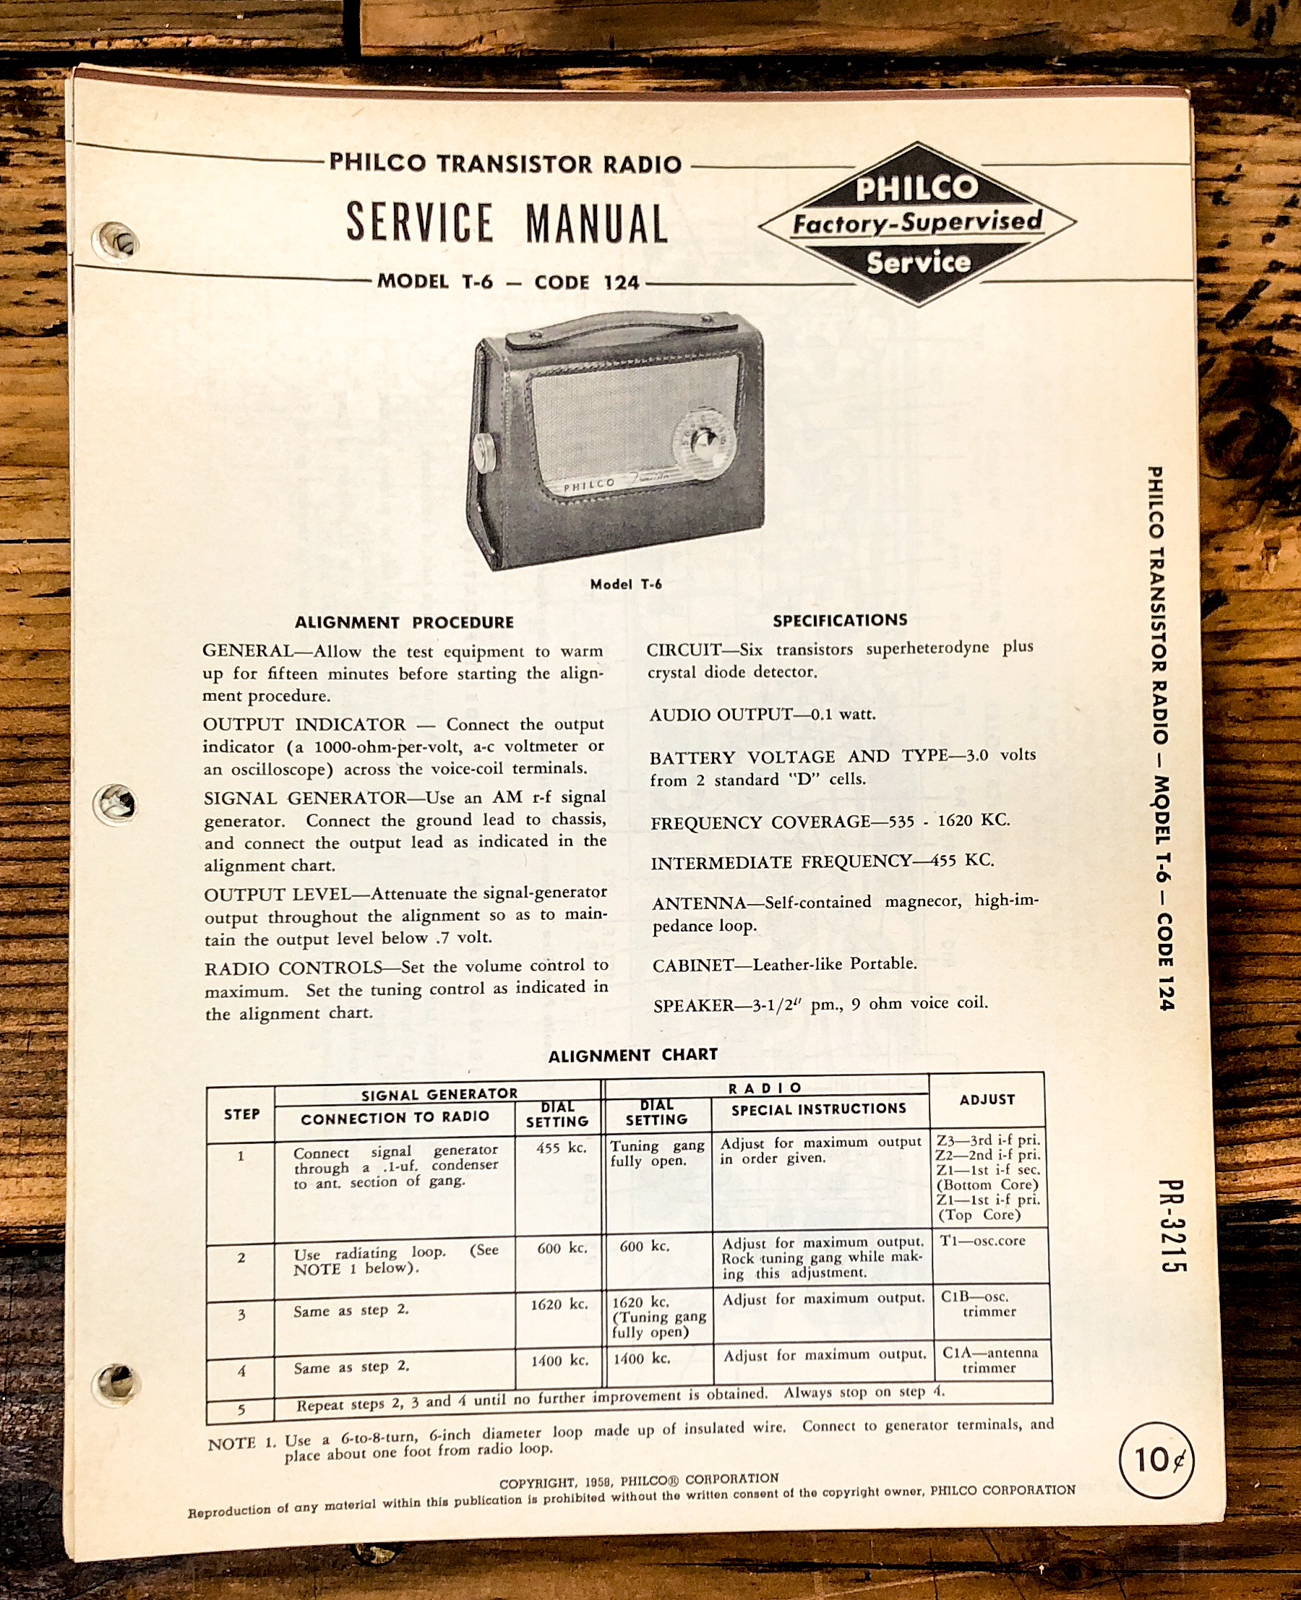 PHILCO TRANSISTOR RADIO
SERVICE MANUAL
MODEL T-6 — CODE 124
PHILCO
Factory-Supervised
Service
PHILCO
Model T-6
ALIGNMENT PROCEDURE
GENERAL—Allow the test equipment to warm
up for fifteen minutes before starting the align-
ment procedure.
OUTPUT INDICATOR — Connect the output
indicator (a 1000-ohm-per-volt, a-c voltmeter or
an oscilloscope) across the voice-coil terminals.
SIGNAL GENERATOR—Use an AM r-f signal
generator. Connect the ground lead to chassis,
and connect the output lead as indicated in the
alignment chart.
OUTPUT LEVEL—Attenuate the signal-generator
output throughout the alignment so as to main-
tain the output level below .7 volt.
RADIO CONTROLS—Set the volume control to
maximum. Set the tuning control as indicated in
the alignment chart.
SPECIFICATIONS
CIRCUIT—Six transistors superheterodyne plus
crystal diode detector.
AUDIO OUTPUT—0.1 watt.
BATTERY VOLTAGE AND TYPE—3.0 volts
from 2 standard "D" cells.
FREQUENCY COVERAGE—535 - 1620 KC.
INTERMEDIATE FREQUENCY—455 KC.
ANTENNA—Self-contained magnecor, high-im-
pedance loop.
CABINET—Leather-like Portable.
SPEAKER—3-1/2" pm., 9 ohm voice coil.
ALIGNMENT CHART
STEP
SIGNAL GENERATOR
RADIO
ADJUST
CONNECTION TO RADIO
DIAL
SETTING
DIAL
SETTING
SPECIAL INSTRUCTIONS
1
Connect signal generator
through a .1-uf. condenser
to ant. section of gang.
455 kc.
Tuning gang
fully open.
Adjust for maximum output
in order given.
Z3—3rd i-f pri.
Z2—2nd i-f pri.
Z1—1st i-f sec.
(Bottom Core)
Z1—1st i-f pri.
(Top Core)
2
Use radiating loop. (See
NOTE 1 below).
600 kc.
600 kc.
Adjust for maximum output.
Rock tuning gang while mak-
ing this adjustment.
T1—osc.core
3
Same as step 2.
1620 kc.
1620 kc.
(Tuning gang
fully open)
Adjust for maximum output.
C1B—osc.
trimmer
4
Same as step 2.
1400 kc.
1400 kc.
Adjust for maximum output.
C1A—antenna
trimmer
5
Repeat steps 2, 3 and 4 until no further improvement is obtained. Always stop on step 4.
NOTE 1. Use a 6-to-8-turn, 6-inch diameter loop made up of insulated wire. Connect to generator terminals, and
place about one foot from radio loop.
COPYRIGHT, 1958, PHILCO® CORPORATION
Reproduction of any material within this publication is prohibited without the written consent of the copyright owner, PHILCO CORPORATION
PHILCO TRANSISTOR RADIO — MODEL T-6 — CODE 124
PR-3215
10¢